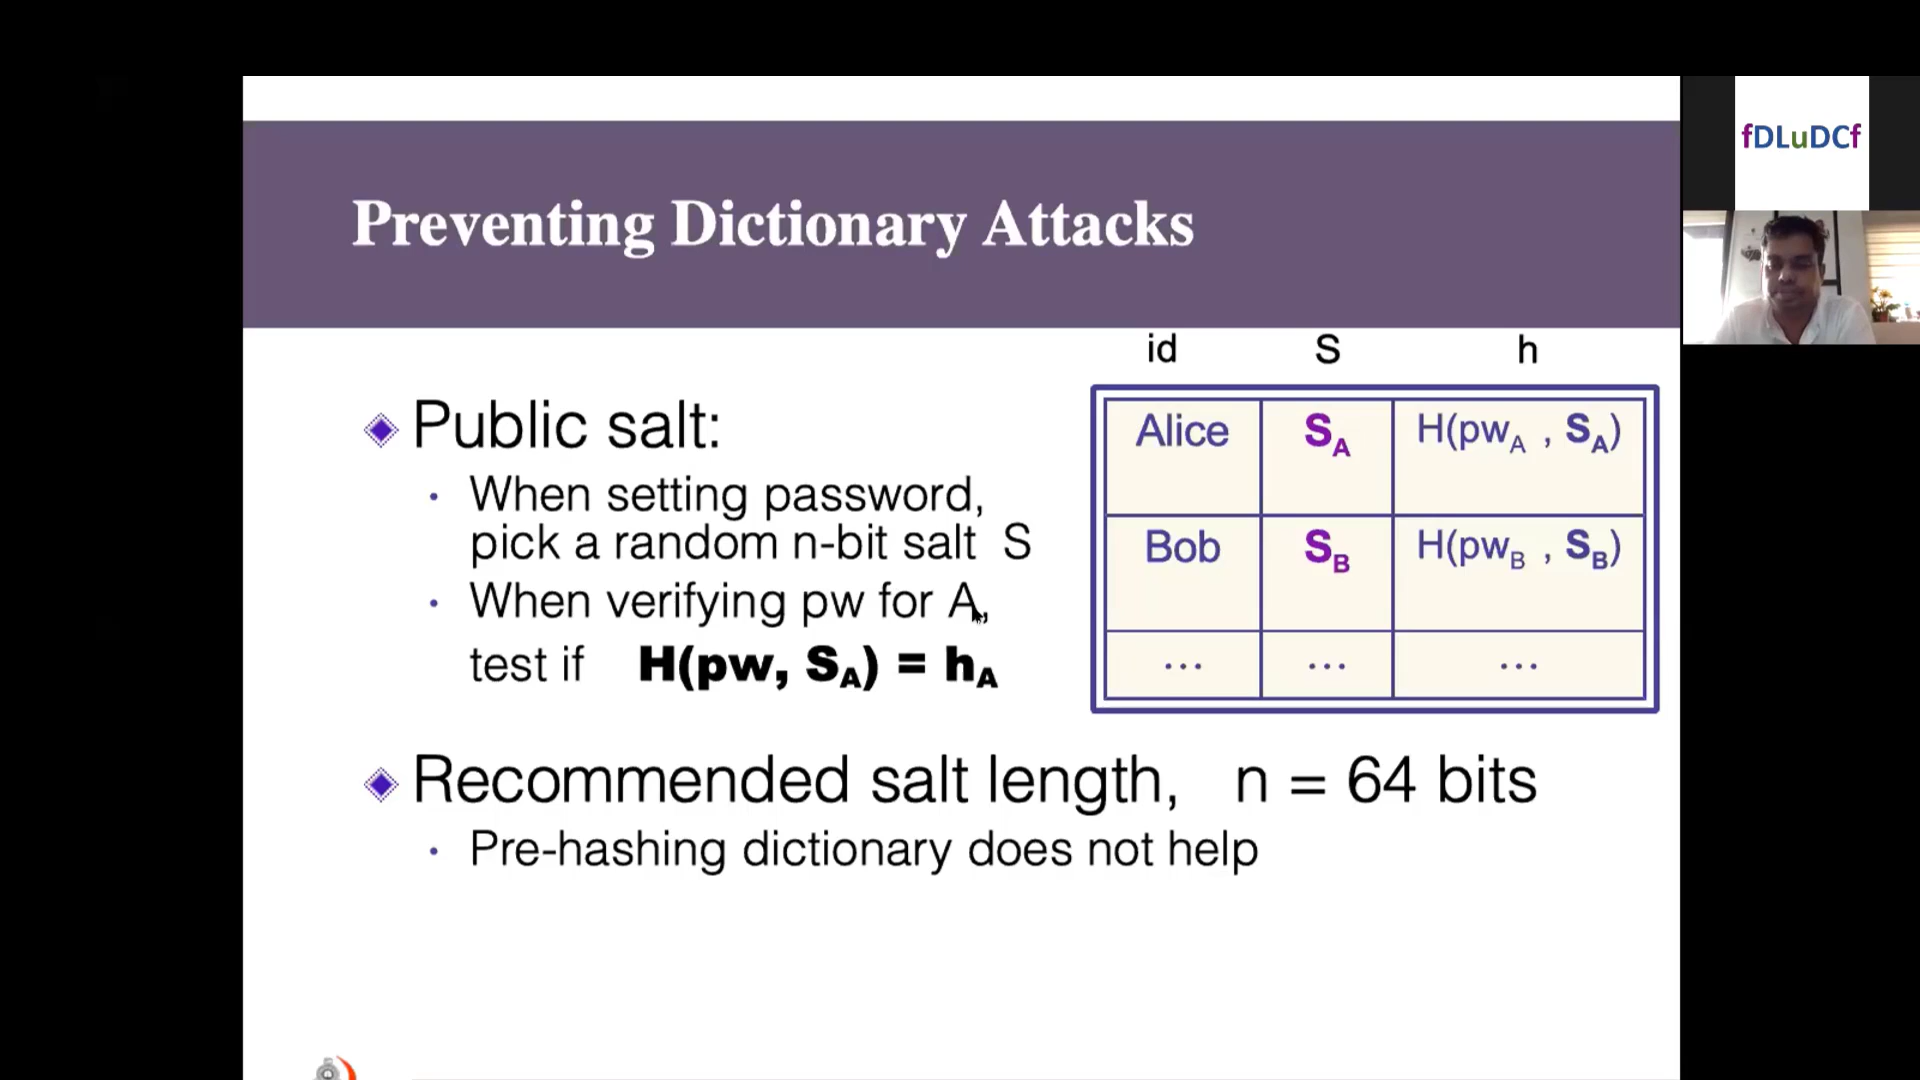 fDLuDCf
Preventing Dictionary Attacks
id S h
Public salt:
When setting password,
pick a random n-bit salt S
When verifying pw for A,
test if H(pw, SA) = hA
Alice SA H(pwA , SA)
Bob SB H(pwB , SB)
... ... ...
Recommended salt length, n = 64 bits
Pre-hashing dictionary does not help